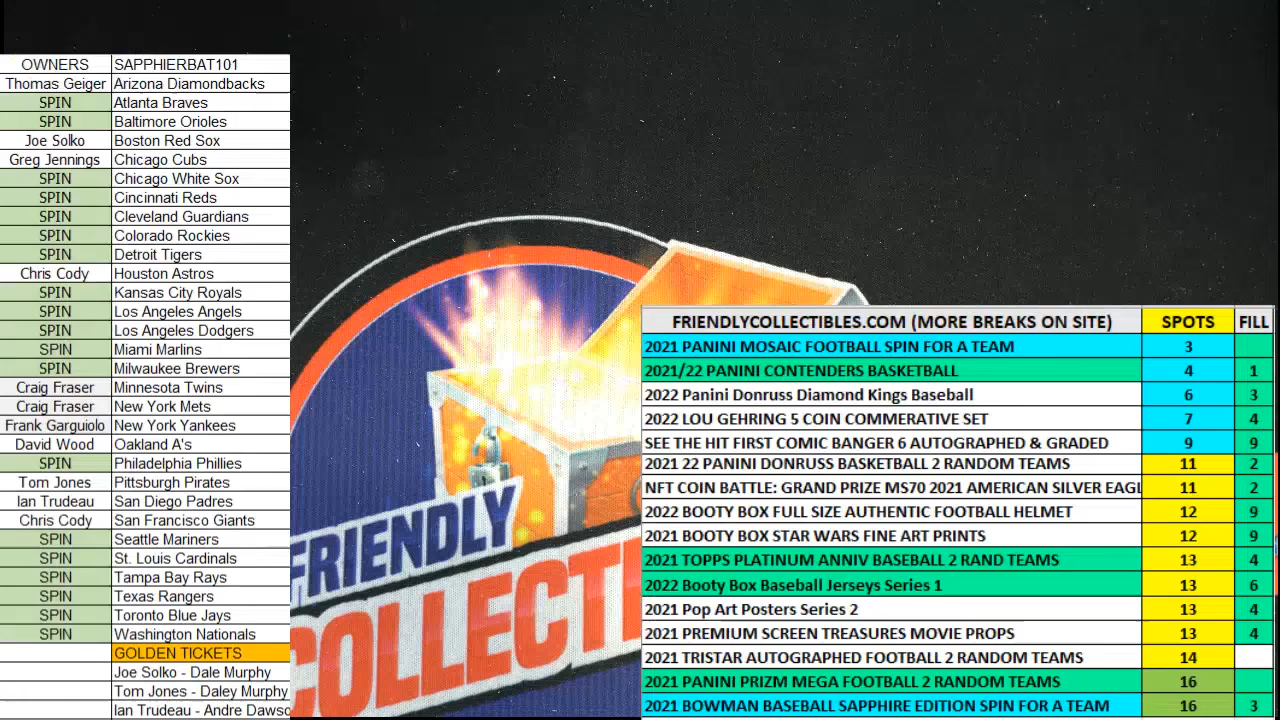 OWNERS SAPPHIERBAT101
Thomas Geiger Arizona Diamondbacks
SPIN Atlanta Braves
SPIN Baltimore Orioles
Joe Solko Boston Red Sox
Greg Jennings Chicago Cubs
SPIN Chicago White Sox
SPIN Cincinnati Reds
SPIN Cleveland Guardians
SPIN Colorado Rockies
SPIN Detroit Tigers
Chris Cody Houston Astros
SPIN Kansas City Royals
SPIN Los Angeles Angels
SPIN Los Angeles Dodgers
SPIN Miami Marlins
SPIN Milwaukee Brewers
Craig Fraser Minnesota Twins
Craig Fraser New York Mets
Frank Garguiolo New York Yankees
David Wood Oakland A's
SPIN Philadelphia Phillies
Tom Jones Pittsburgh Pirates
Ian Trudeau San Diego Padres
Chris Cody San Francisco Giants
SPIN Seattle Mariners
SPIN St. Louis Cardinals
SPIN Tampa Bay Rays
SPIN Texas Rangers
SPIN Toronto Blue Jays
SPIN Washington Nationals
GOLDEN TICKETS
Joe Solko - Dale Murphy
Tom Jones - Daley Murphy
Ian Trudeau - Andre Dawso
FRIENDLY
COLLECT
FRIENDLYCOLLECTIBLES.COM (MORE BREAKS ON SITE) SPOTS FILL
2021 PANINI MOSAIC FOOTBALL SPIN FOR A TEAM 3
2021/22 PANINI CONTENDERS BASKETBALL 4 1
2022 Panini Donruss Diamond Kings Baseball 6 3
2022 LOU GEHRING 5 COIN COMMERATIVE SET 7 4
SEE THE HIT FIRST COMIC BANGER 6 AUTOGRAPHED & GRADED 9 9
2021 22 PANINI DONRUSS BASKETBALL 2 RANDOM TEAMS 11 2
NFT COIN BATTLE: GRAND PRIZE MS70 2021 AMERICAN SILVER EAGL 11 2
2022 BOOTY BOX FULL SIZE AUTHENTIC FOOTBALL HELMET 12 9
2021 BOOTY BOX STAR WARS FINE ART PRINTS 12 9
2021 TOPPS PLATINUM ANNIV BASEBALL 2 RAND TEAMS 13 4
2022 Booty Box Baseball Jerseys Series 1 13 6
2021 Pop Art Posters Series 2 13 4
2021 PREMIUM SCREEN TREASURES MOVIE PROPS 13 4
2021 TRISTAR AUTOGRAPHED FOOTBALL 2 RANDOM TEAMS 14
2021 PANINI PRIZM MEGA FOOTBALL 2 RANDOM TEAMS 16
2021 BOWMAN BASEBALL SAPPHIRE EDITION SPIN FOR A TEAM 16 3